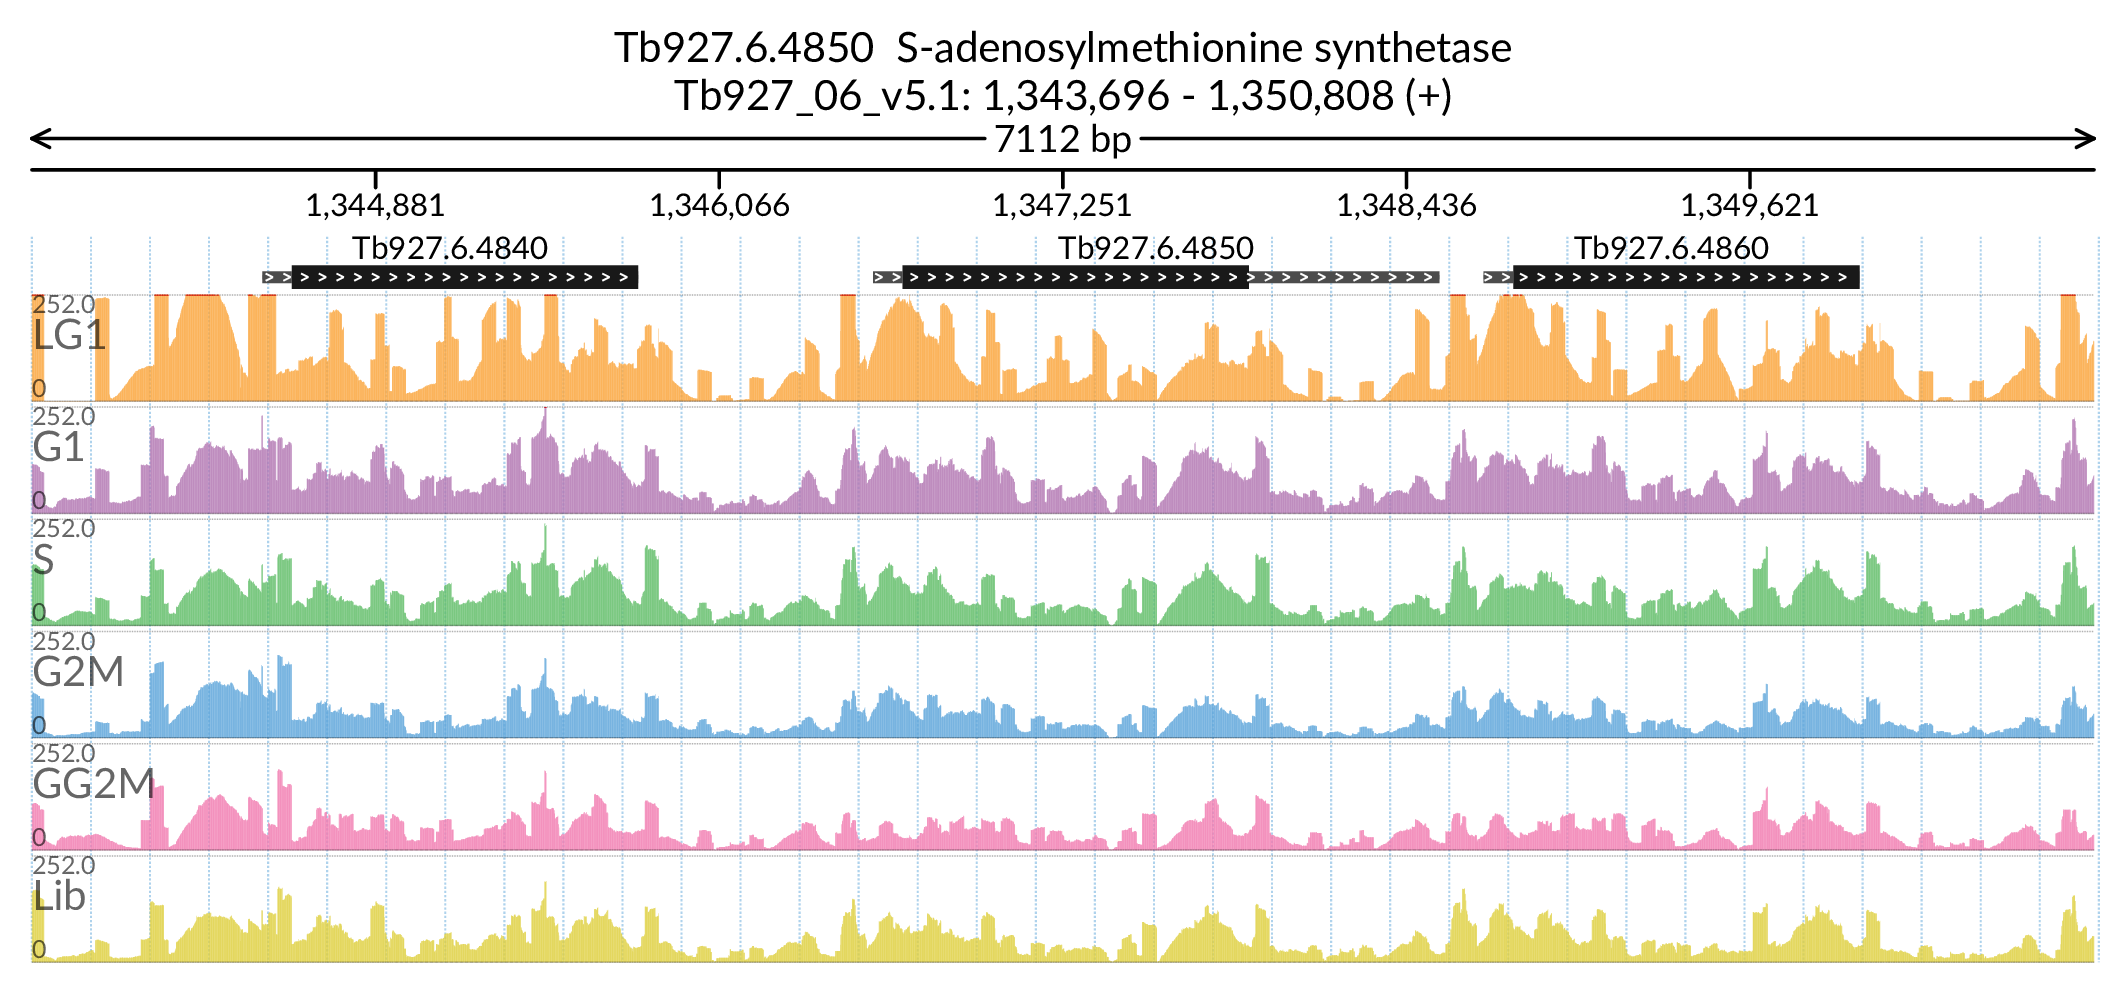 Tb927.6.4850  S-adenosylmethionine synthetase
Tb927_06_v5.1: 1,343,696 - 1,350,808 (+)
7112 bp
1,344,881 1,346,066 1,347,251 1,348,436 1,349,621
Tb927.6.4840 Tb927.6.4850 Tb927.6.4860
252.0
LG1
0
252.0
G1
0
252.0
S
0
252.0
G2M
0
252.0
GG2M
0
252.0
Lib
0